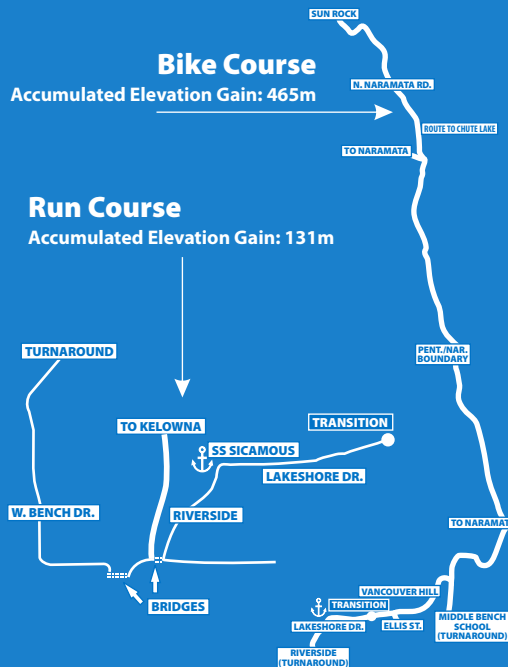 SUN ROCK
Bike Course
Accumulated Elevation Gain: 465m
N. NARAMATA RD.
ROUTE TO CHUTE LAKE
TO NARAMATA
Run Course
Accumulated Elevation Gain: 131m
TURNAROUND
PENT./NAR.
BOUNDARY
TO KELOWNA
TRANSITION
SS SICAMOUS
LAKESHORE DR.
W. BENCH DR.
RIVERSIDE
TO NARAMAT
BRIDGES
VANCOUVER HILL
TRANSITION
MIDDLE BENCH
SCHOOL
(TURNAROUND)
LAKESHORE DR.
ELLIS ST.
RIVERSIDE
(TURNAROUND)